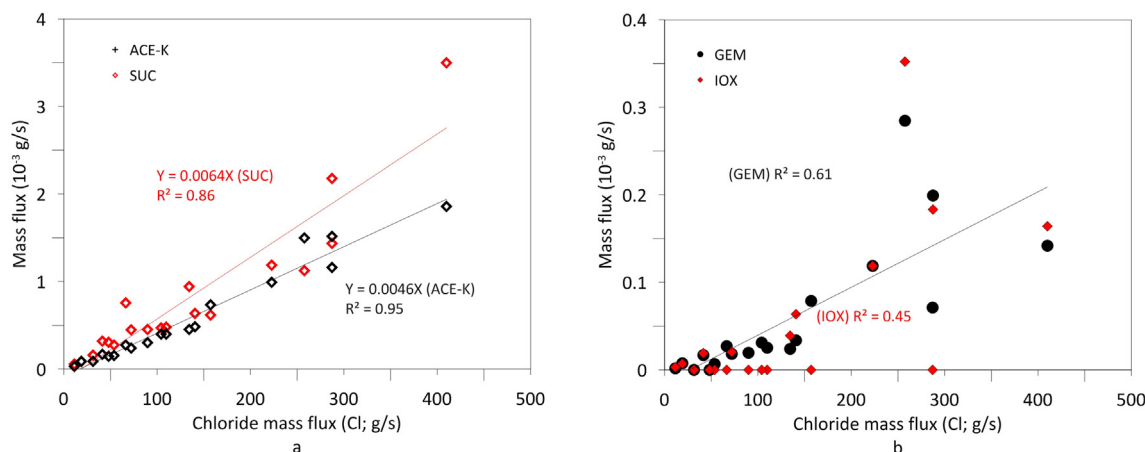 4
3
2
1
0
Mass flux (10⁻³ g/s)
ACE-K
SUC
Y = 0.0064X (SUC)
R² = 0.86
Y = 0.0046X (ACE-K)
R² = 0.95
0 100 200 300 400 500
Chloride mass flux (Cl; g/s)
a
0.4
0.3
0.2
0.1
0
Mass flux (10⁻³ g/s)
GEM
IOX
(GEM) R² = 0.61
(IOX) R² = 0.45
0 100 200 300 400 500
Chloride mass flux (Cl; g/s)
b